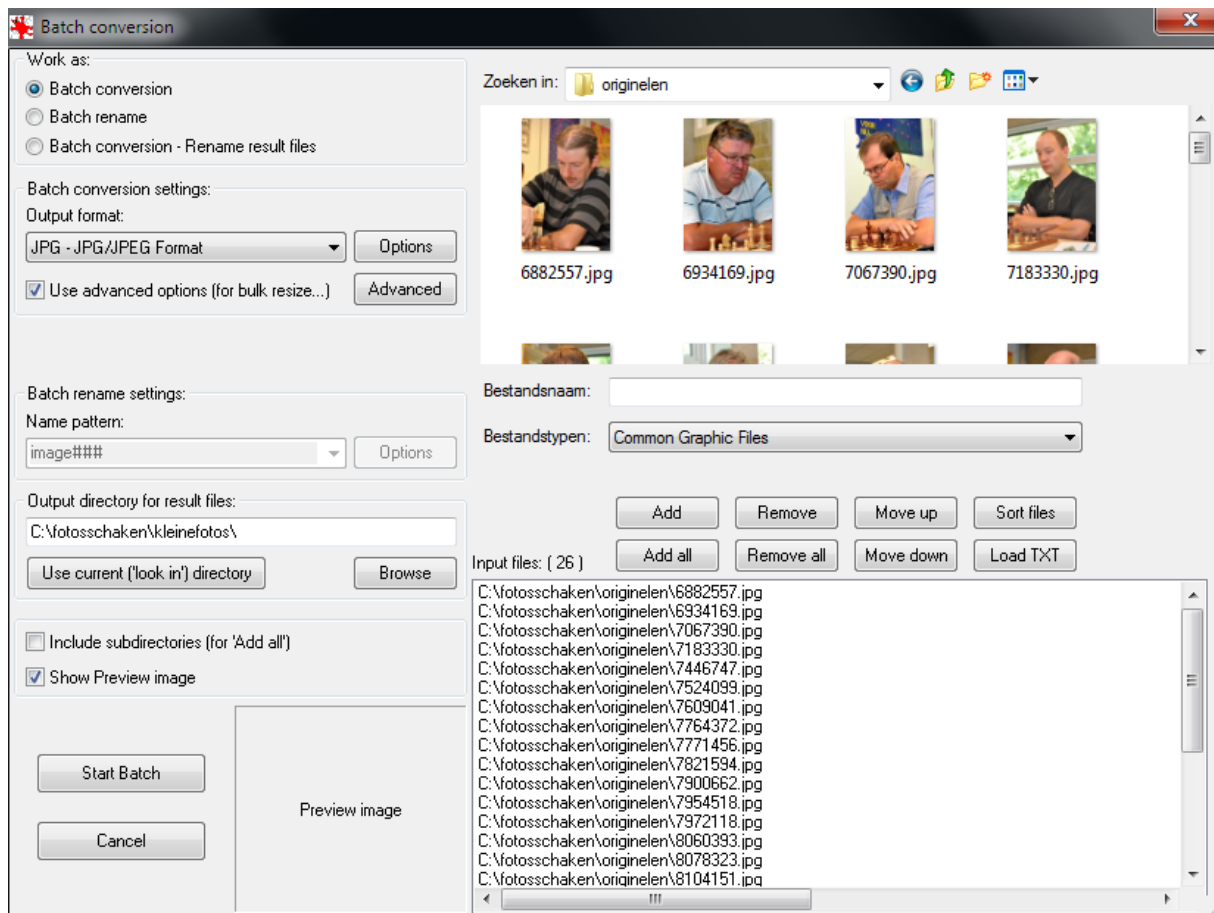 Batch conversion
Work as:
Batch conversion
Batch rename
Batch conversion - Rename result files
Batch conversion settings:
Output format:
JPG - JPG/JPEG Format
Options
Use advanced options (for bulk resize...)
Advanced
Batch rename settings:
Name pattern:
image###
Options
Output directory for result files:
C:\fotosschaken\kleinefotos\
Use current ('look in') directory
Browse
Include subdirectories (for 'Add all')
Show Preview image
Start Batch
Cancel
Preview image
Zoeken in:
originelen
6882557.jpg
6934169.jpg
7067390.jpg
7183330.jpg
Bestandsnaam:
Bestandstypen:
Common Graphic Files
Add
Remove
Move up
Sort files
Input files: ( 26 )
Add all
Remove all
Move down
Load TXT
C:\fotosschaken\originelen\6882557.jpg
C:\fotosschaken\originelen\6934169.jpg
C:\fotosschaken\originelen\7067390.jpg
C:\fotosschaken\originelen\7183330.jpg
C:\fotosschaken\originelen\7446747.jpg
C:\fotosschaken\originelen\7524099.jpg
C:\fotosschaken\originelen\7609041.jpg
C:\fotosschaken\originelen\7764372.jpg
C:\fotosschaken\originelen\7771456.jpg
C:\fotosschaken\originelen\7821594.jpg
C:\fotosschaken\originelen\7900662.jpg
C:\fotosschaken\originelen\7954518.jpg
C:\fotosschaken\originelen\7972118.jpg
C:\fotosschaken\originelen\8060393.jpg
C:\fotosschaken\originelen\8078323.jpg
C:\fotosschaken\originelen\8104151.jpg